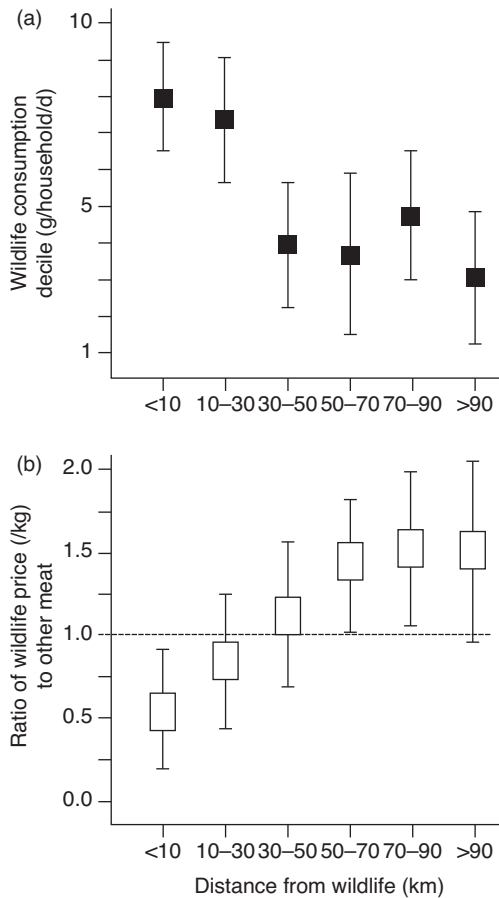 (a)
Wildlife consumption
decile (g/household/d)
10
5
1
<10 10–30 30–50 50–70 70–90 >90
(b)
Ratio of wildlife price (/kg)
to other meat
2.0
1.5
1.0
0.5
0.0
<10 10–30 30–50 50–70 70–90 >90
Distance from wildlife (km)